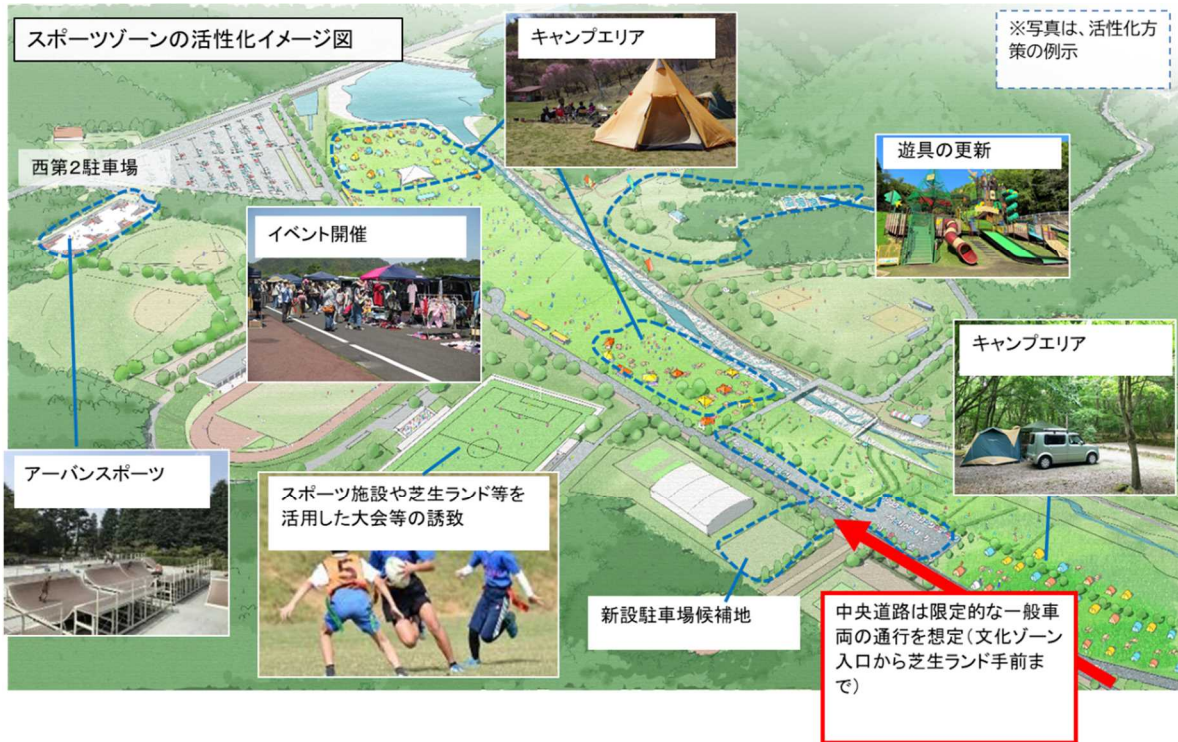 スポーツゾーンの活性化イメージ図
キャンプエリア
※写真は、活性化方
策の例示
西第2駐車場
遊具の更新
イベント開催
キャンプエリア
アーバンスポーツ
スポーツ施設や芝生ランド等を
活用した大会等の誘致
5
新設駐車場候補地
中央道路は限定的な一般車
両の通行を想定(文化ゾーン
入口から芝生ランド手前ま
で)